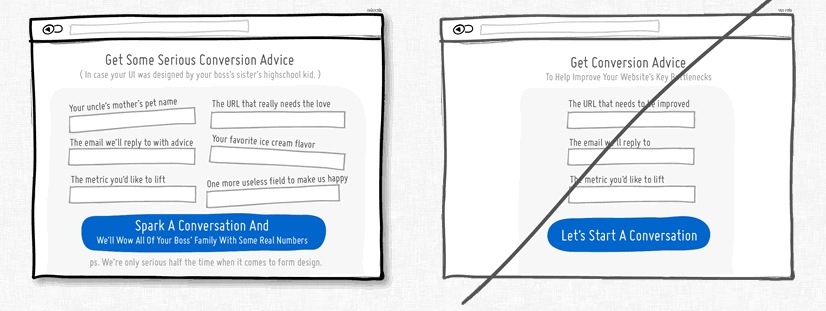 Get Some Serious Conversion Advice
( In case your UI was designed by your boss's sister's highschool kid. )
Your uncle's mother's pet name
The URL that really needs the love
The email we'll reply to with advice
Your favorite ice cream flavor
The metric you'd like to lift
One more useless field to make us happy
Spark A Conversation And
We'll Wow All Of Your Boss' Family With Some Real Numbers
ps. We're only serious half the time when it comes to form design.
Get Conversion Advice
To Help Improve Your Website's Key Bottlenecks
The URL that needs to be improved
The email we'll reply to
The metric you'd like to lift
Let's Start A Conversation